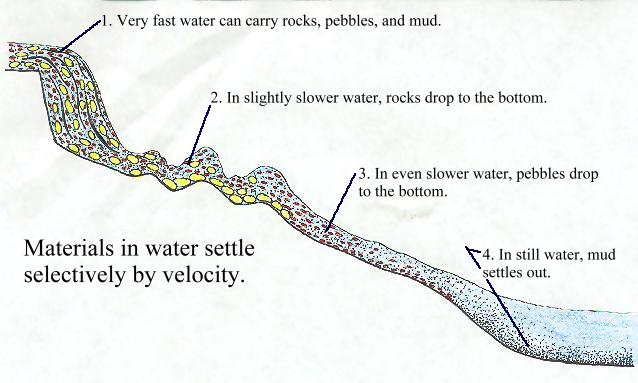 1. Very fast water can carry rocks, pebbles, and mud.
2. In slightly slower water, rocks drop to the bottom.
3. In even slower water, pebbles drop
to the bottom.
Materials in water settle
selectively by velocity.
4. In still water, mud
settles out.